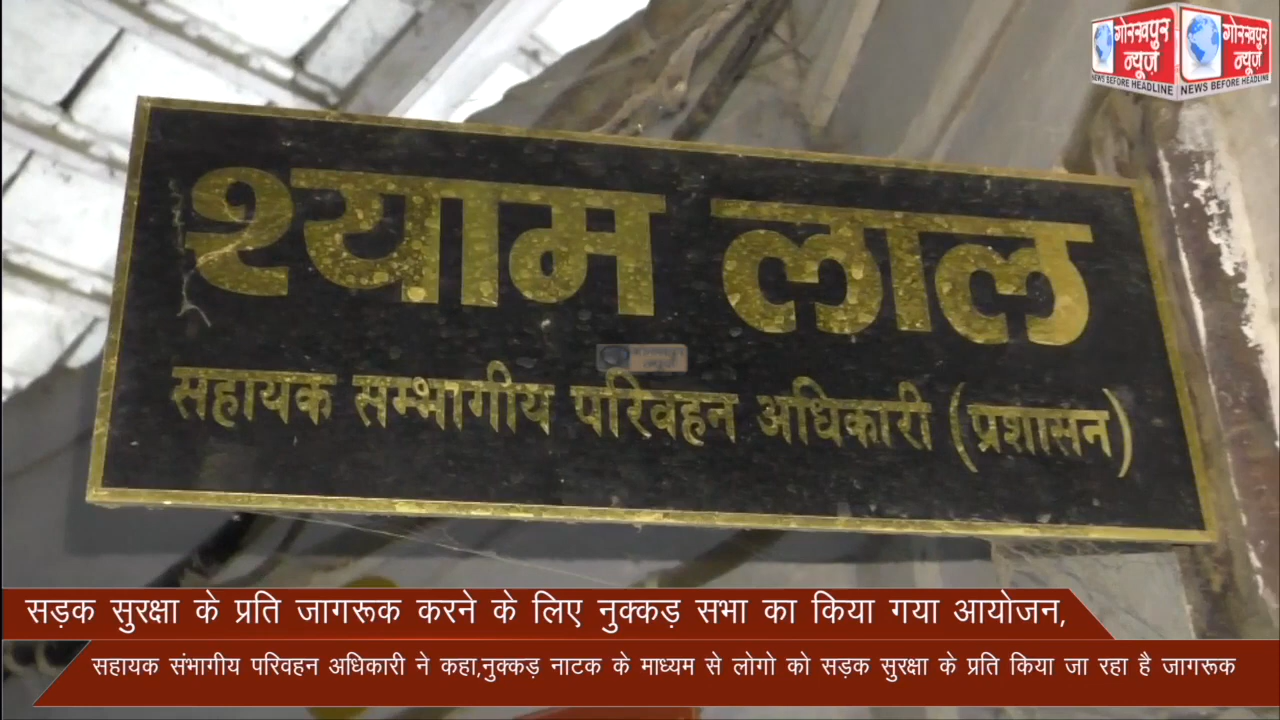 गोरखपुर
न्यूज़
NEWS BEFORE HEADLINE
गोरखपुर
न्यूज़
NEWS BEFORE HEADLINE
श्याम लाल
सहायक सम्भागीय परिवहन अधिकारी (प्रशासन)
सड़क सुरक्षा के प्रति जागरूक करने के लिए नुक्कड़ सभा का किया गया आयोजन,
सहायक संभागीय परिवहन अधिकारी ने कहा,नुक्कड़ नाटक के माध्यम से लोगो को सड़क सुरक्षा के प्रति किया जा रहा है जागरूक